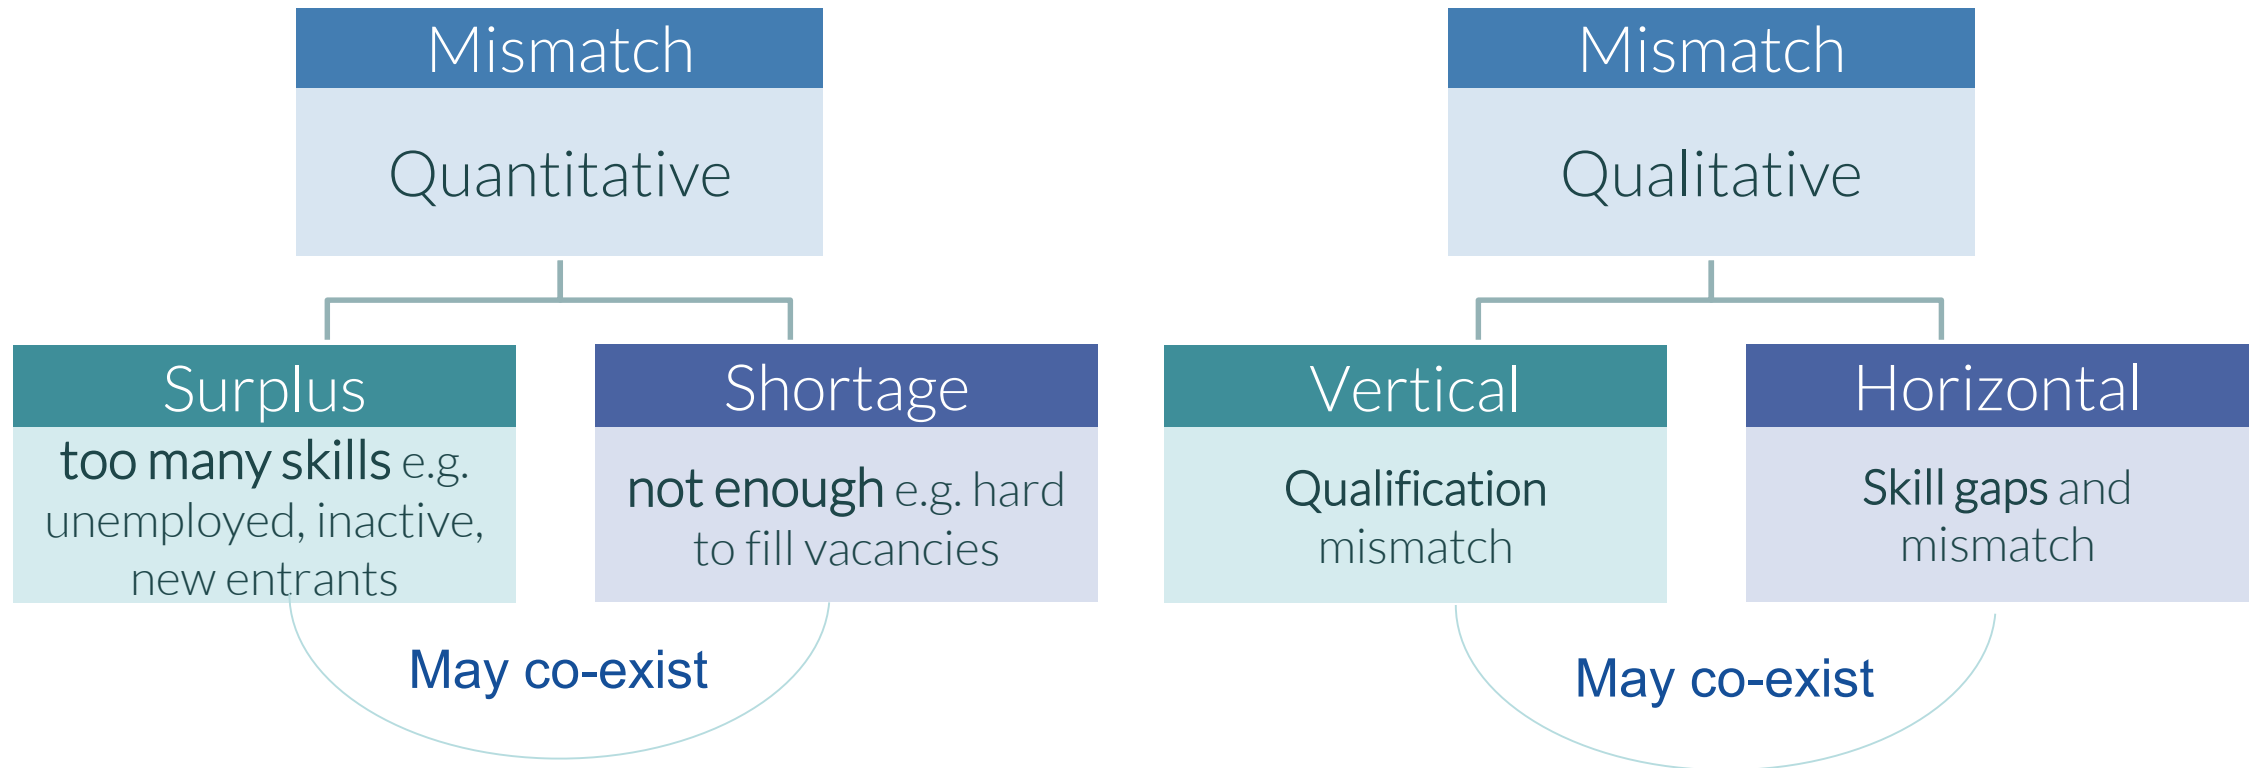 Mismatch
Quantitative
Surplus
too many skills e.g.
unemployed, inactive,
new entrants
Shortage
not enough e.g. hard
to fill vacancies
May co-exist
Mismatch
Qualitative
Vertical
Qualification
mismatch
Horizontal
Skill gaps and
mismatch
May co-exist